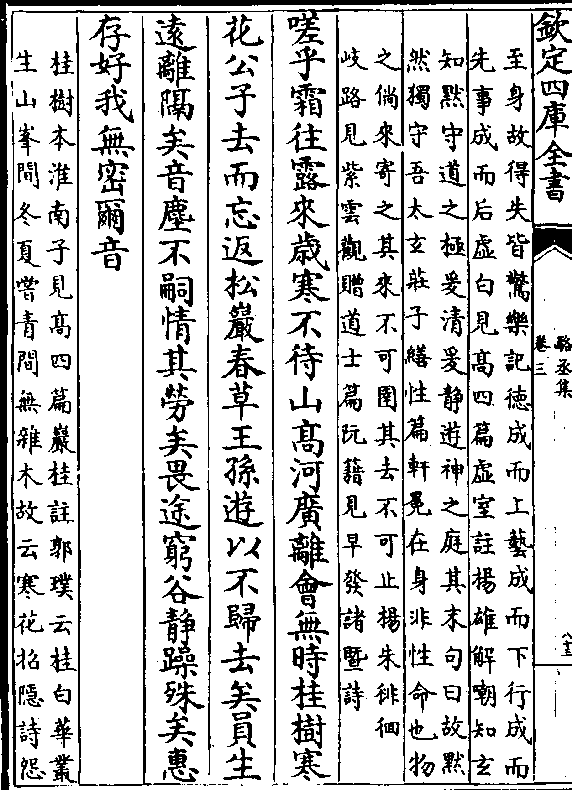 欽定四庫全書
駱丞集
卷三
至身故得失皆驚樂記德成而上藝成而下行成而
先事成而后虛白見髙四篇虛室註揚雄解嘲知玄
知黙守道之極爰清爰静遊神之庭其末句曰故黙
然獨守吾太玄莊子繕性篇軒冕在身非性命也物
之倘來寄之其來不可圉其去不可止楊朱徘徊
岐路見紫雲觀贈道士篇阮籍見早發諸暨詩
嗟乎霜往露來歳寒不待山髙河廣離會無時桂樹寒
花公子去而忘返松巖春草王孫遊以不歸去矣員生
遠離隔矣音塵不嗣情其勞矣畏途窮谷静躁殊矣惠
存好我無密爾音
桂樹本淮南子見髙四篇巖桂註郭璞云桂白華叢
生山峯間冬夏嘗青間無雜木故云寒花招隠詩怨